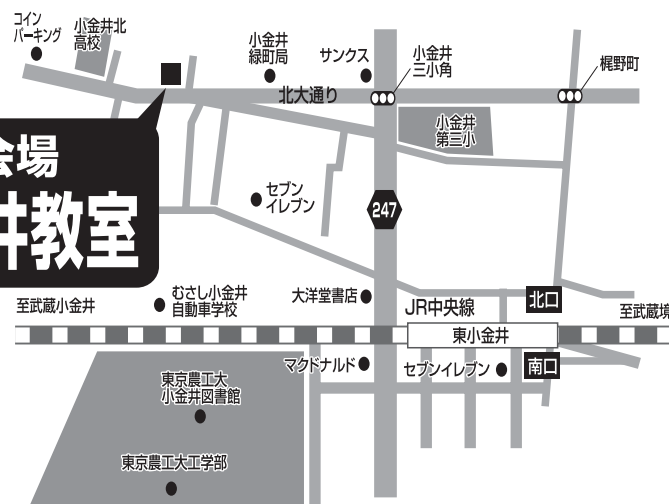 コイン
パーキング
小金井北
高校
小金井
緑町局
サンクス
小金井
三小角
梶野町
北大通り
小金井
第三小
会場
井教室
セブン
イレブン
247
むさし小金井
自動車学校
大洋堂書店
JR中央線
北口
至武蔵小金井
至武蔵境
東小金井
マクドナルド
セブンイレブン
南口
東京農工大
小金井図書館
東京農工大工学部